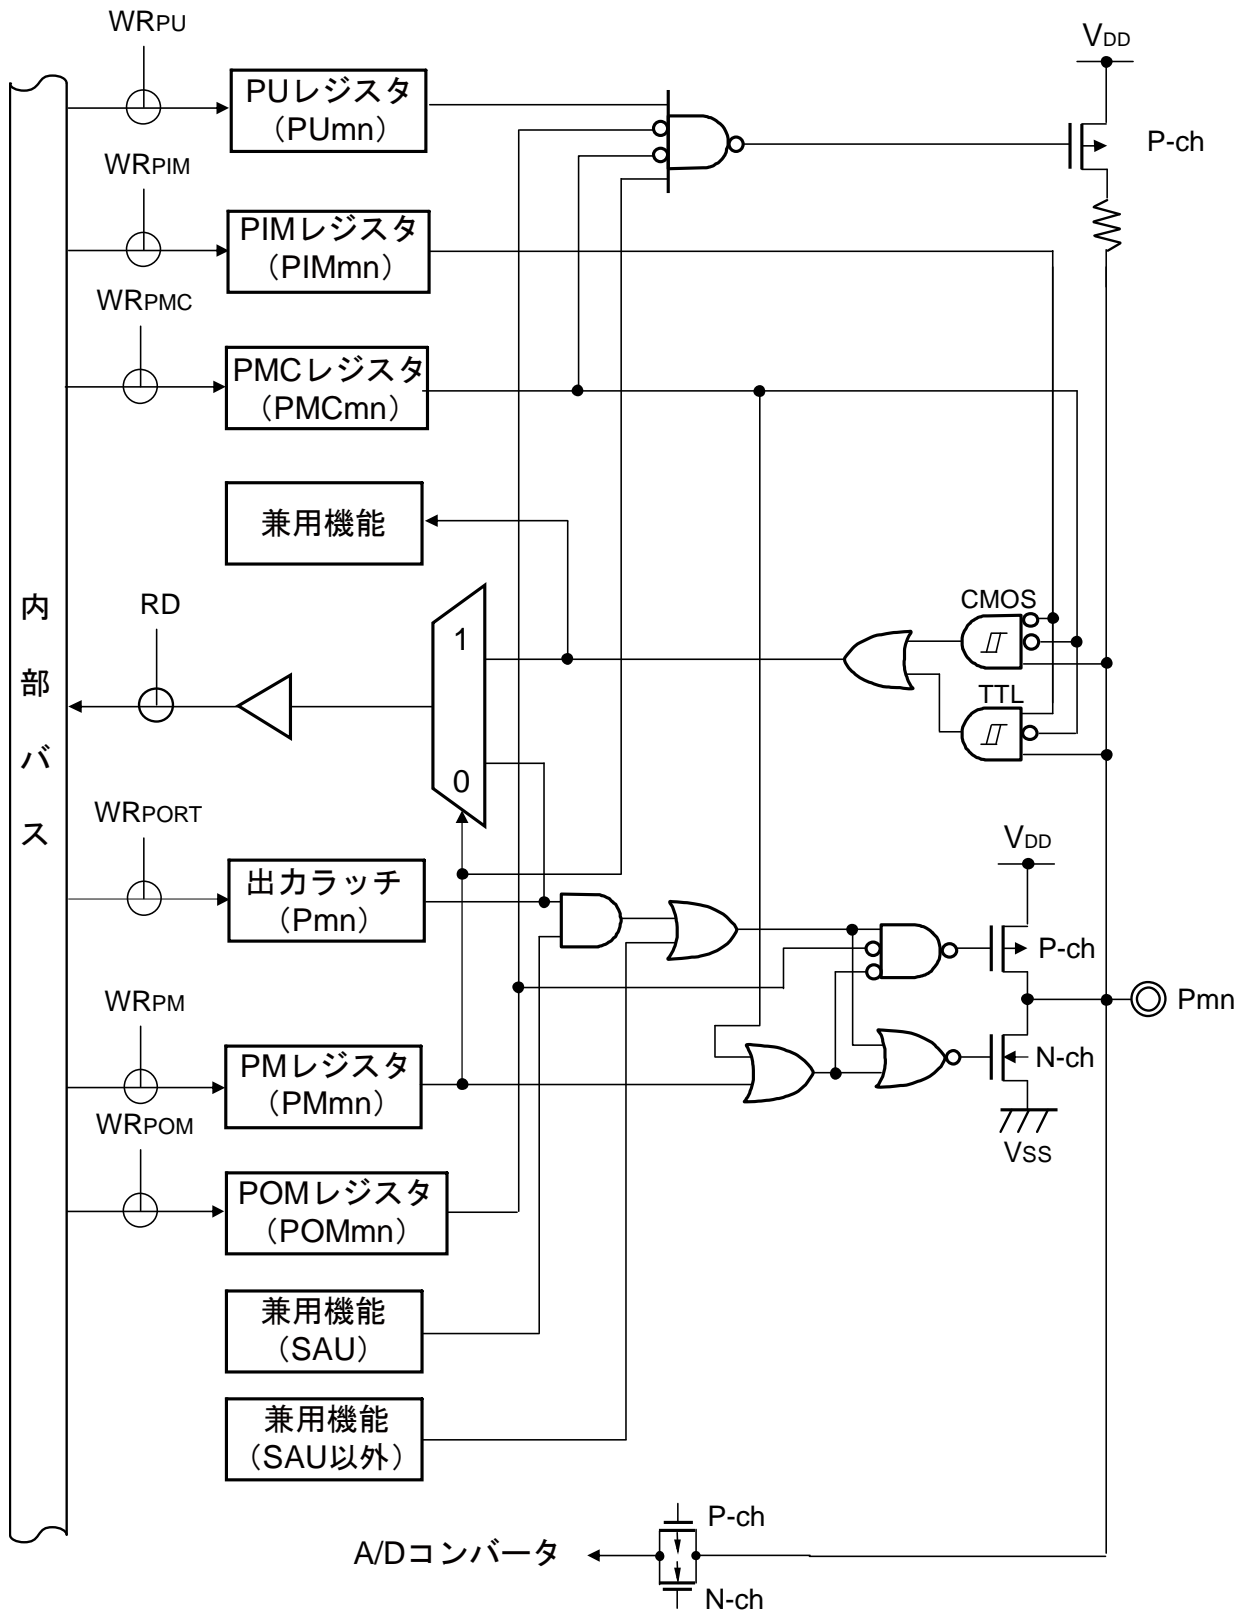 WRPU
VDD
PUレジスタ
（PUmn）
P-ch
WRPIM
PIMレジスタ
（PIMmn）
WRPMC
PMCレジスタ
（PMCmn）
兼用機能
CMOS
内部バス
RD
1
TTL
0
WRPORT
VDD
出力ラッチ
（Pmn）
P-ch
WRPM
Pmn
PMレジスタ
（PMmn）
N-ch
WRPOM
VSS
POMレジスタ
（POMmn）
兼用機能
（SAU）
兼用機能
（SAU以外）
P-ch
A/Dコンバータ
N-ch